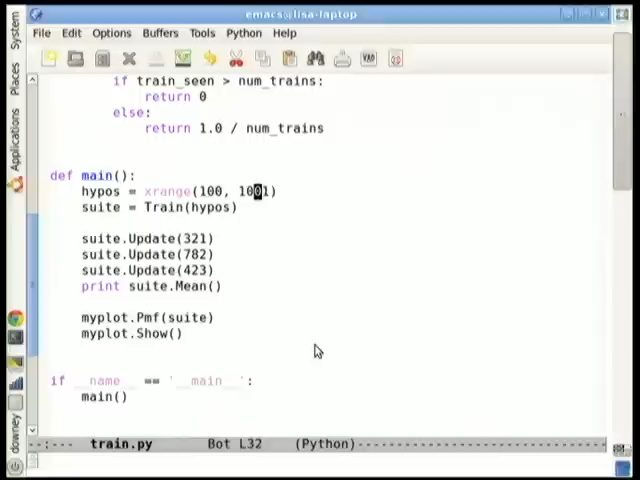 emacs@lisa-laptop
File Edit Options Buffers Tools Python Help
if train_seen > num_trains:
return 0
else:
return 1.0 / num_trains
def main():
hypos = xrange(100, 1001)
suite = Train(hypos)
suite.Update(321)
suite.Update(782)
suite.Update(423)
print suite.Mean()
myplot.Pmf(suite)
myplot.Show()
if __name__ == '__main__':
main()
--:--- train.py Bot L32 (Python)
System
Places
Applications
downey